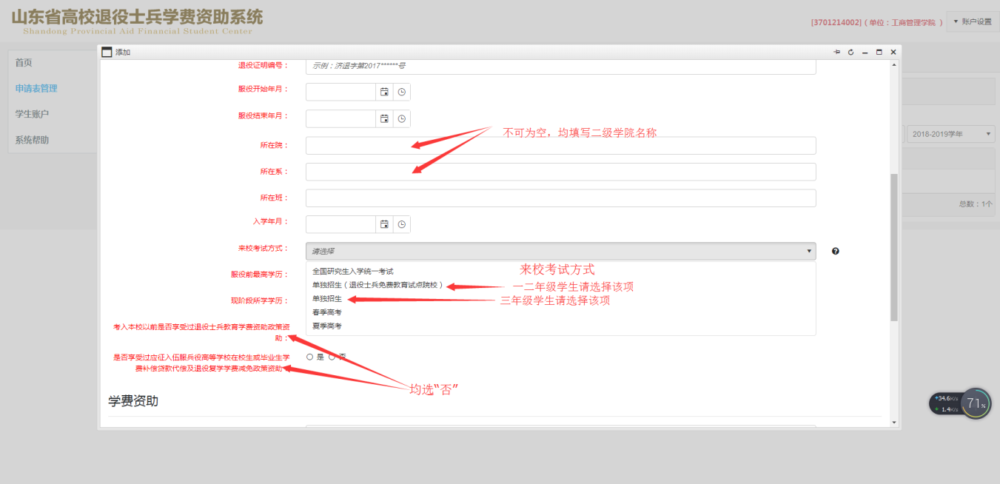 山东省高校退役士兵学费资助系统
Shandong Provincial Aid Financial Student Center
[3701214002] ( 单位：工商管理学院 )
账户设置
首页
申请表管理
学生账户
系统帮助
添加
退役证明编号：
示例：济退字第2017******号
服役开始年月：
服役结束年月：
不可为空，均填写二级学院名称
2018-2019学年
所在院：
所在系：
所在班：
总数：1个
入学年月：
来校考试方式：
请选择
服役前最高学历：
全国研究生入学统一考试
来校考试方式
单独招生（退役士兵免费教育试点院校）
一二年级学生请选择该项
现阶段所学学历：
单独招生
三年级学生请选择该项
春季高考
夏季高考
考入本校以前是否享受过退役士兵教育学费资助政策资
助：
是否享受过应征入伍服兵役高等学校在校生或毕业生学
费补偿贷款代偿及退役复学学费减免政策资助：
是 否
均选“否”
学费资助
34.6K/s
1.4K/s
71%